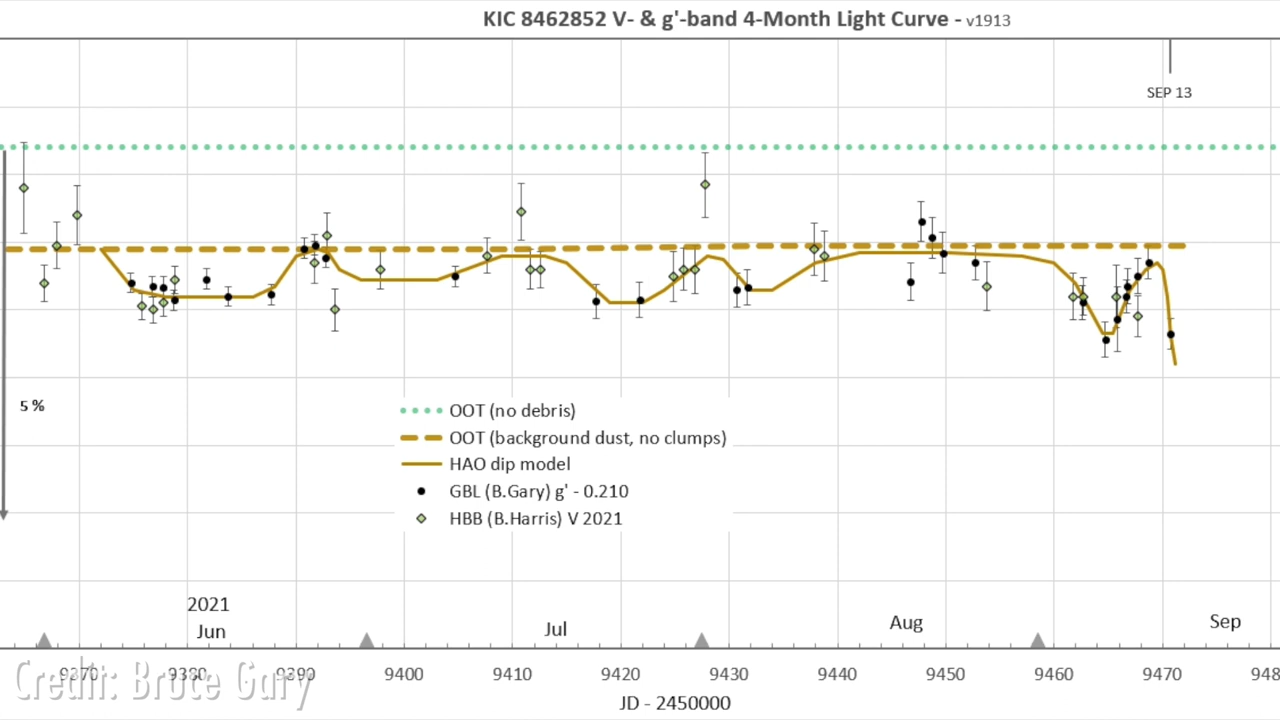 KIC 8462852 V- & g'-band 4-Month Light Curve - v1913
SEP 13
5 %
OOT (no debris)
OOT (background dust, no clumps)
HAO dip model
GBL (B.Gary) g' - 0.210
HBB (B.Harris) V 2021
2021
Jun Jul Aug Sep
9370 9380 9390 9400 9410 9420 9430 9440 9450 9460 9470 948
Credit: Bruce Gary
JD - 2450000